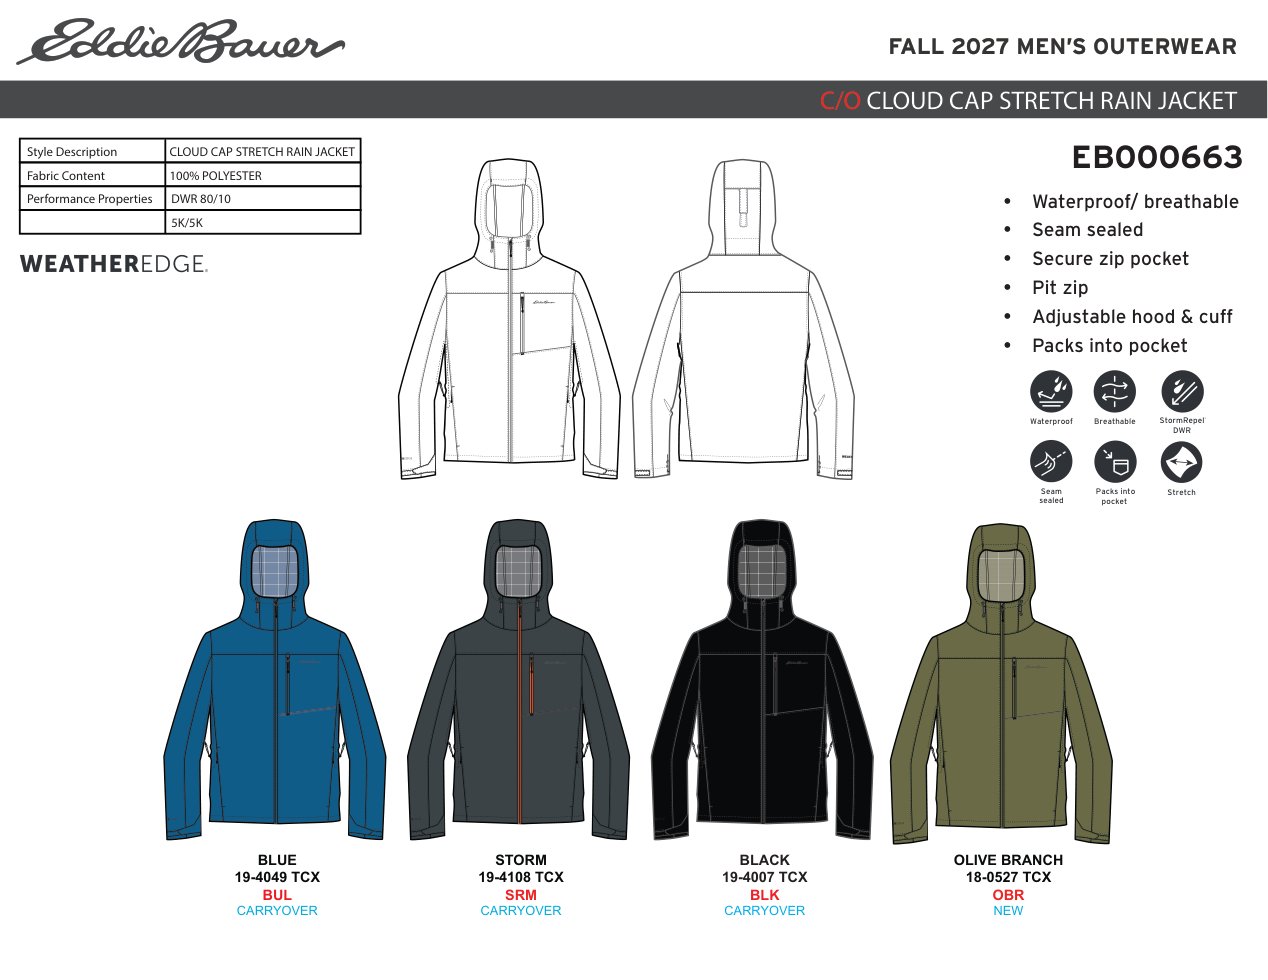 Eddie Bauer
FALL 2027 MEN'S OUTERWEAR
C/O CLOUD CAP STRETCH RAIN JACKET
Style Description CLOUD CAP STRETCH RAIN JACKET
Fabric Content 100% POLYESTER
Performance Properties DWR 80/10
5K/5K
WEATHEREDGE
EB000663
• Waterproof/ breathable
• Seam sealed
• Secure zip pocket
• Pit zip
• Adjustable hood & cuff
• Packs into pocket
Waterproof Breathable StormRepel
DWR
Seam
sealed
Packs into
pocket
Stretch
Eddie Bauer
BLUE
19-4049 TCX
BUL
CARRYOVER
STORM
19-4108 TCX
SRM
CARRYOVER
BLACK
19-4007 TCX
BLK
CARRYOVER
OLIVE BRANCH
18-0527 TCX
OBR
NEW